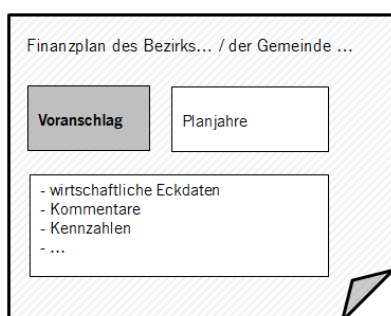 Finanzplan des Bezirks... / der Gemeinde ...
Voranschlag
Planjahre
- wirtschaftliche Eckdaten
- Kommentare
- Kennzahlen
- ...